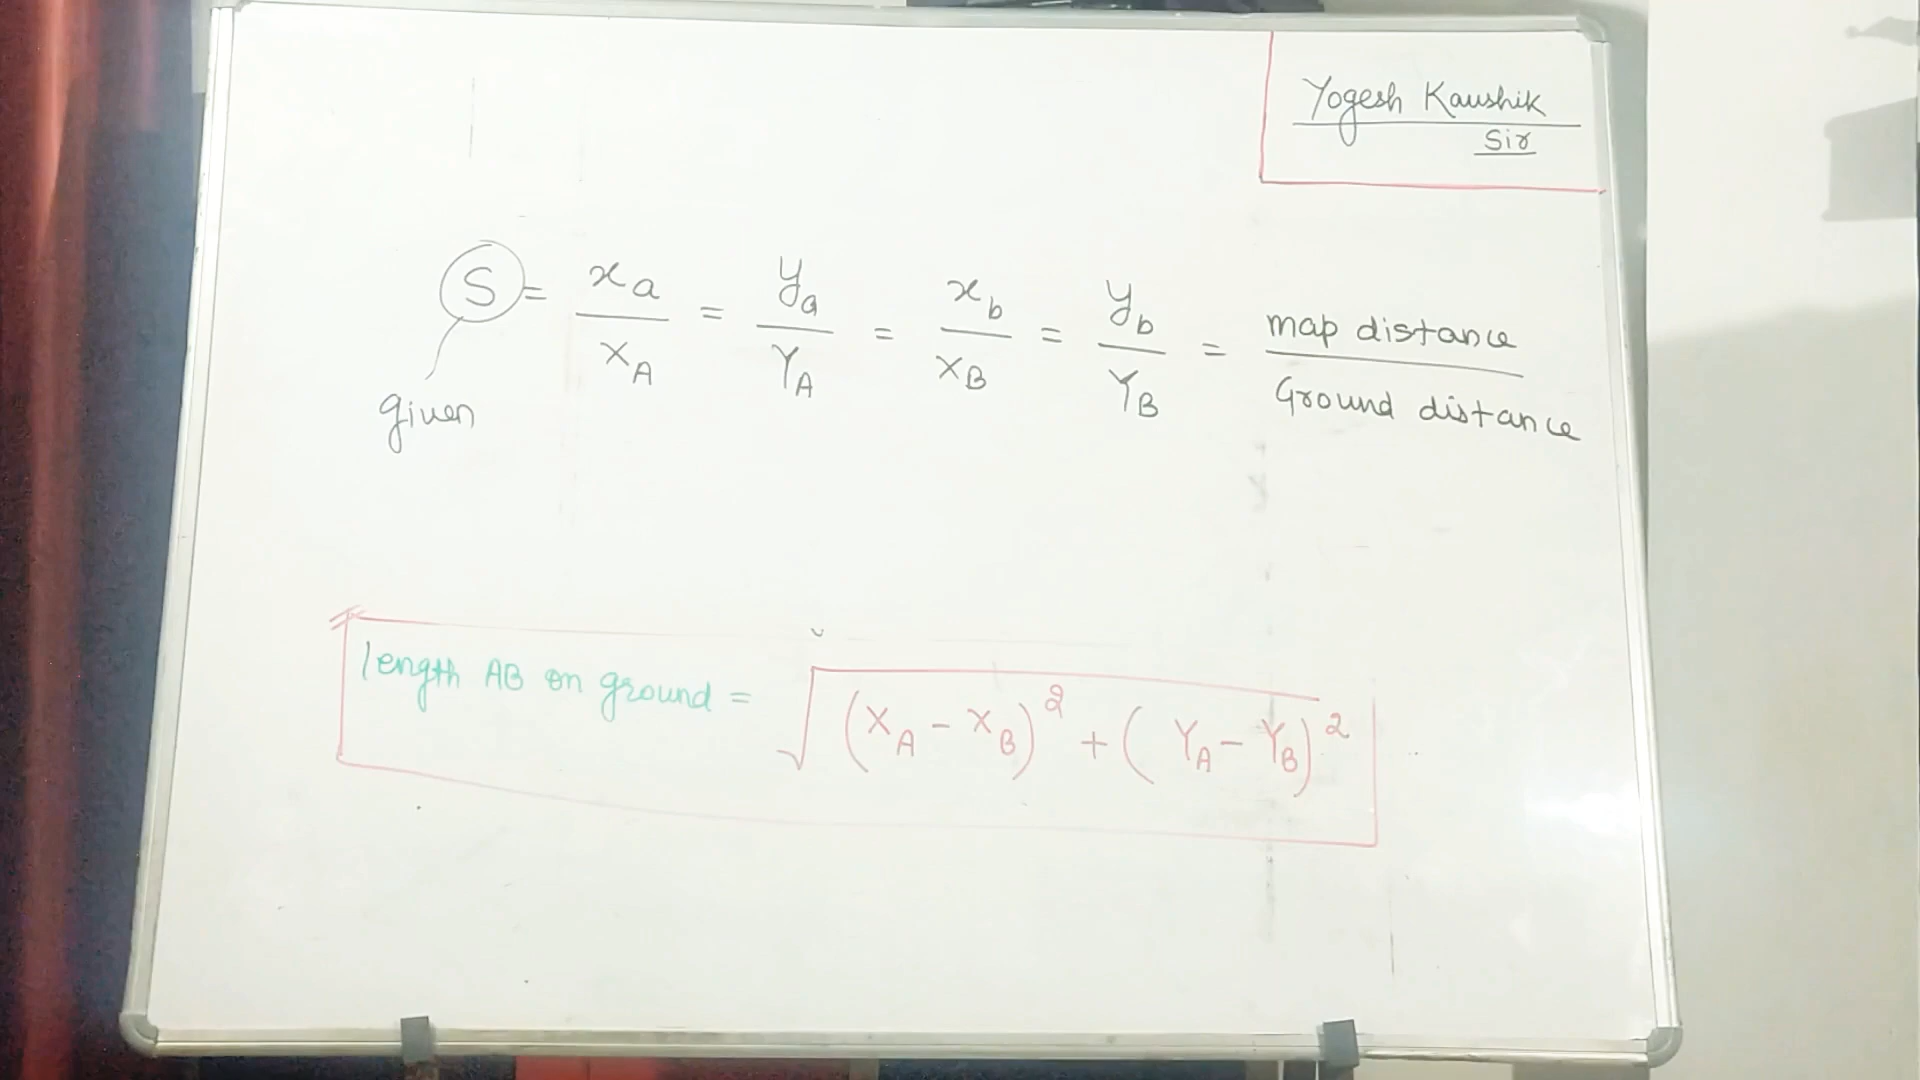 Yogesh Kaushik
Sir
S = xa/XA = ya/YA = xb/XB = yb/YB = map distance/Ground distance
given
length AB on ground = √(XA - XB)² + (YA - YB)²